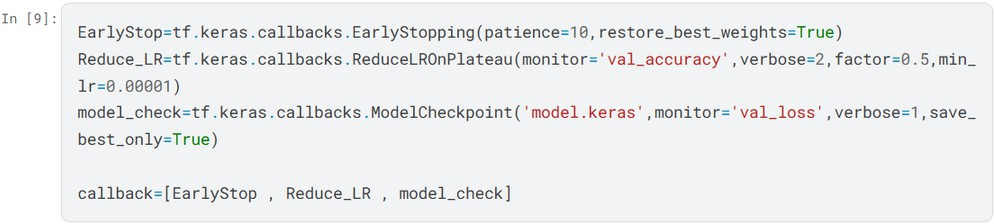 In [9]:
EarlyStop=tf.keras.callbacks.EarlyStopping(patience=10,restore_best_weights=True)
Reduce_LR=tf.keras.callbacks.ReduceLROnPlateau(monitor='val_accuracy',verbose=2,factor=0.5,min_
lr=0.00001)
model_check=tf.keras.callbacks.ModelCheckpoint('model.keras',monitor='val_loss',verbose=1,save_
best_only=True)
callback=[EarlyStop , Reduce_LR , model_check]